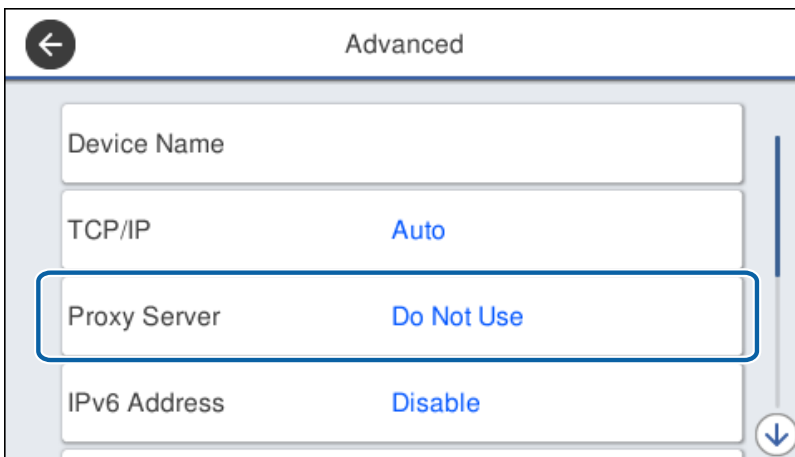 Advanced
Device Name
TCP/IP Auto
Proxy Server Do Not Use
IPv6 Address Disable